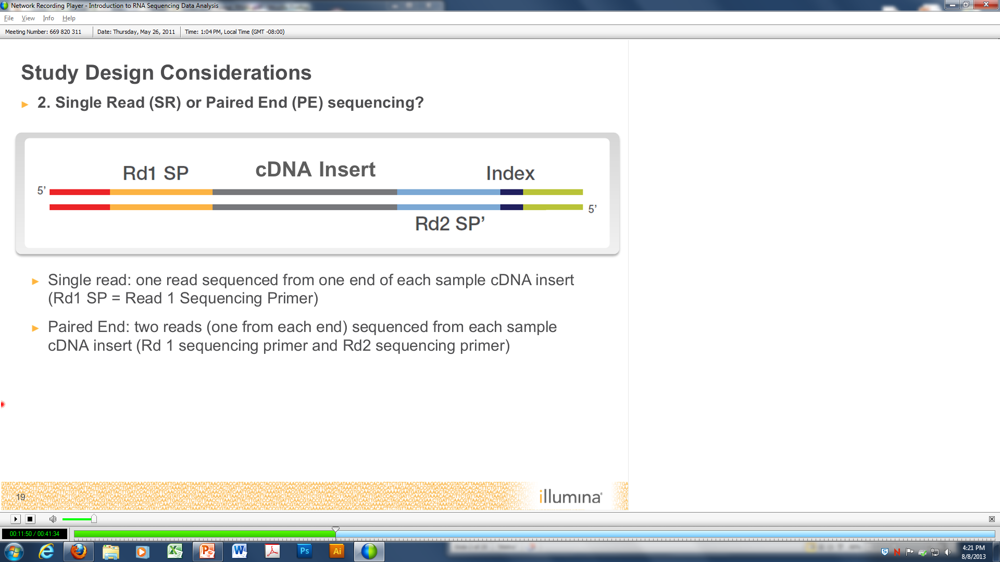 Network Recording Player - Introduction to RNA Sequencing Data Analysis
File View Info Help
Meeting Number: 669 820 311 Date: Thursday, May 26, 2011 Time: 1:04 PM, Local Time (GMT -08:00)
Study Design Considerations
2. Single Read (SR) or Paired End (PE) sequencing?
Rd1 SP cDNA Insert Index
5’
5’
Rd2 SP’
Single read: one read sequenced from one end of each sample cDNA insert
(Rd1 SP = Read 1 Sequencing Primer)
Paired End: two reads (one from each end) sequenced from each sample
cDNA insert (Rd 1 sequencing primer and Rd2 sequencing primer)
19
illumina
00:11:50 / 00:41:34
Ps Ai
4:21 PM
8/8/2013